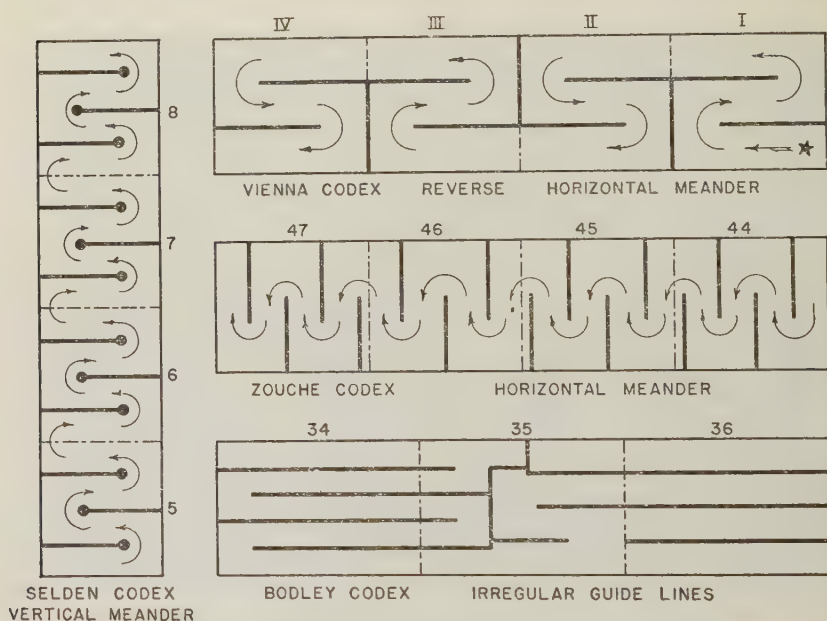 IV III II I
8
7
6
5
SELDEN CODEX
VERTICAL MEANDER
VIENNA CODEX REVERSE HORIZONTAL MEANDER
47 46 45 44
ZOUCHE CODEX HORIZONTAL MEANDER
34 35 36
BODLEY CODEX IRREGULAR GUIDE LINES